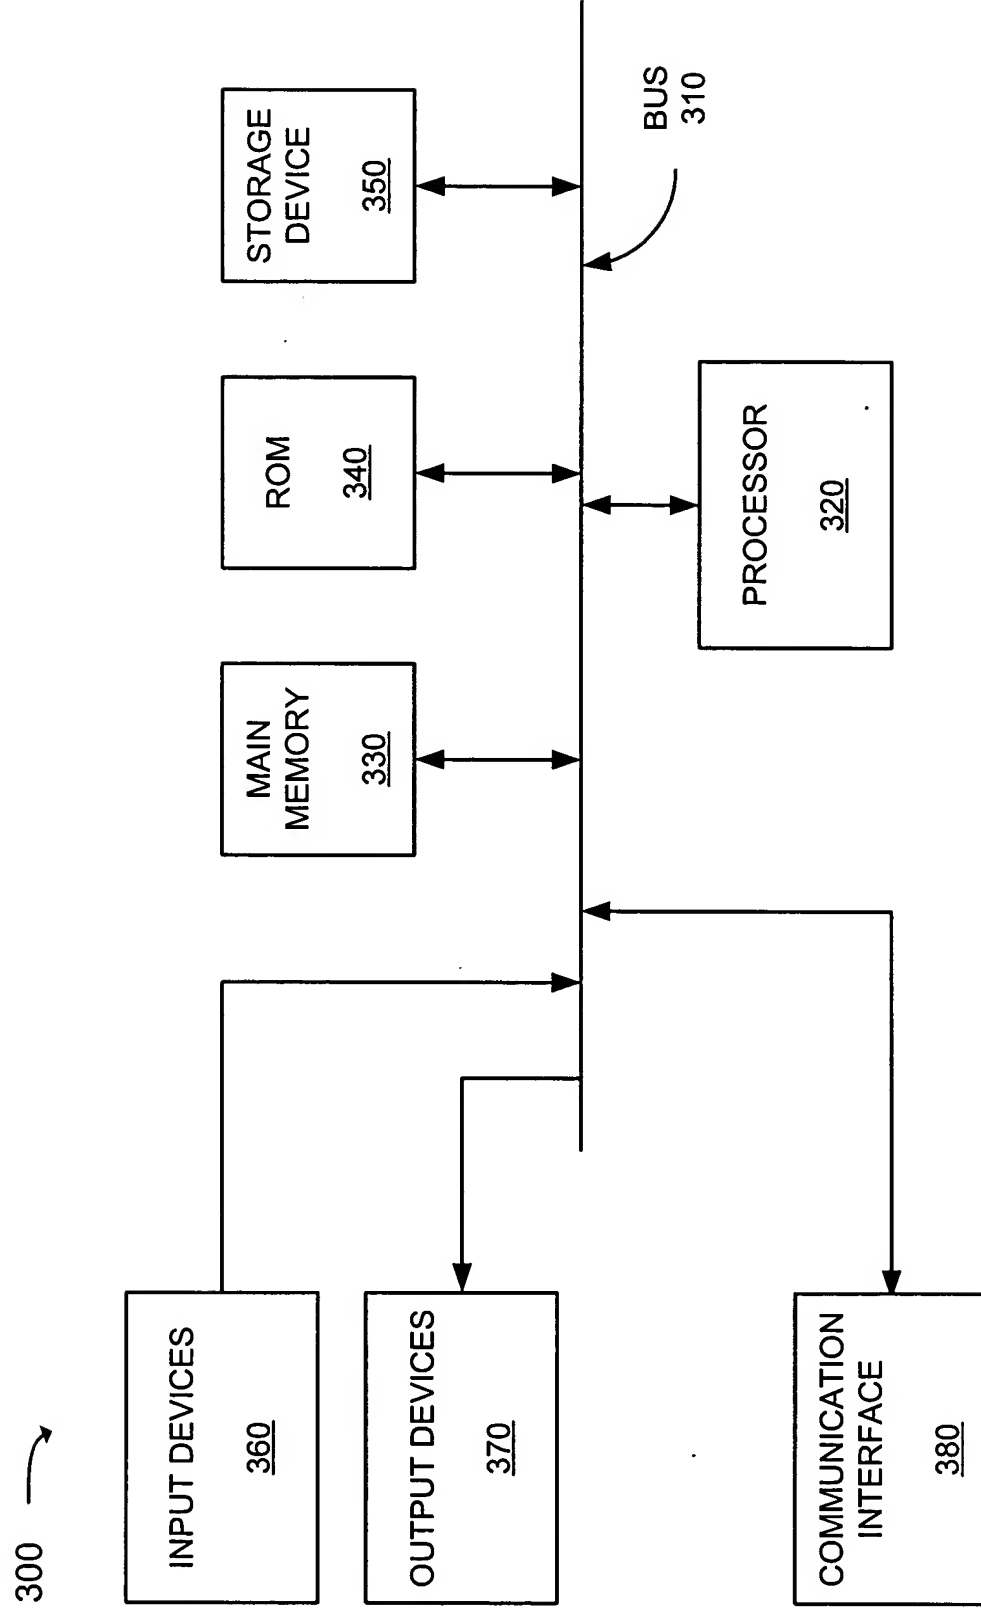 300
INPUT DEVICES
360
OUTPUT DEVICES
370
COMMUNICATION
INTERFACE
380
MAIN
MEMORY
330
ROM
340
STORAGE
DEVICE
350
PROCESSOR
320
BUS
310